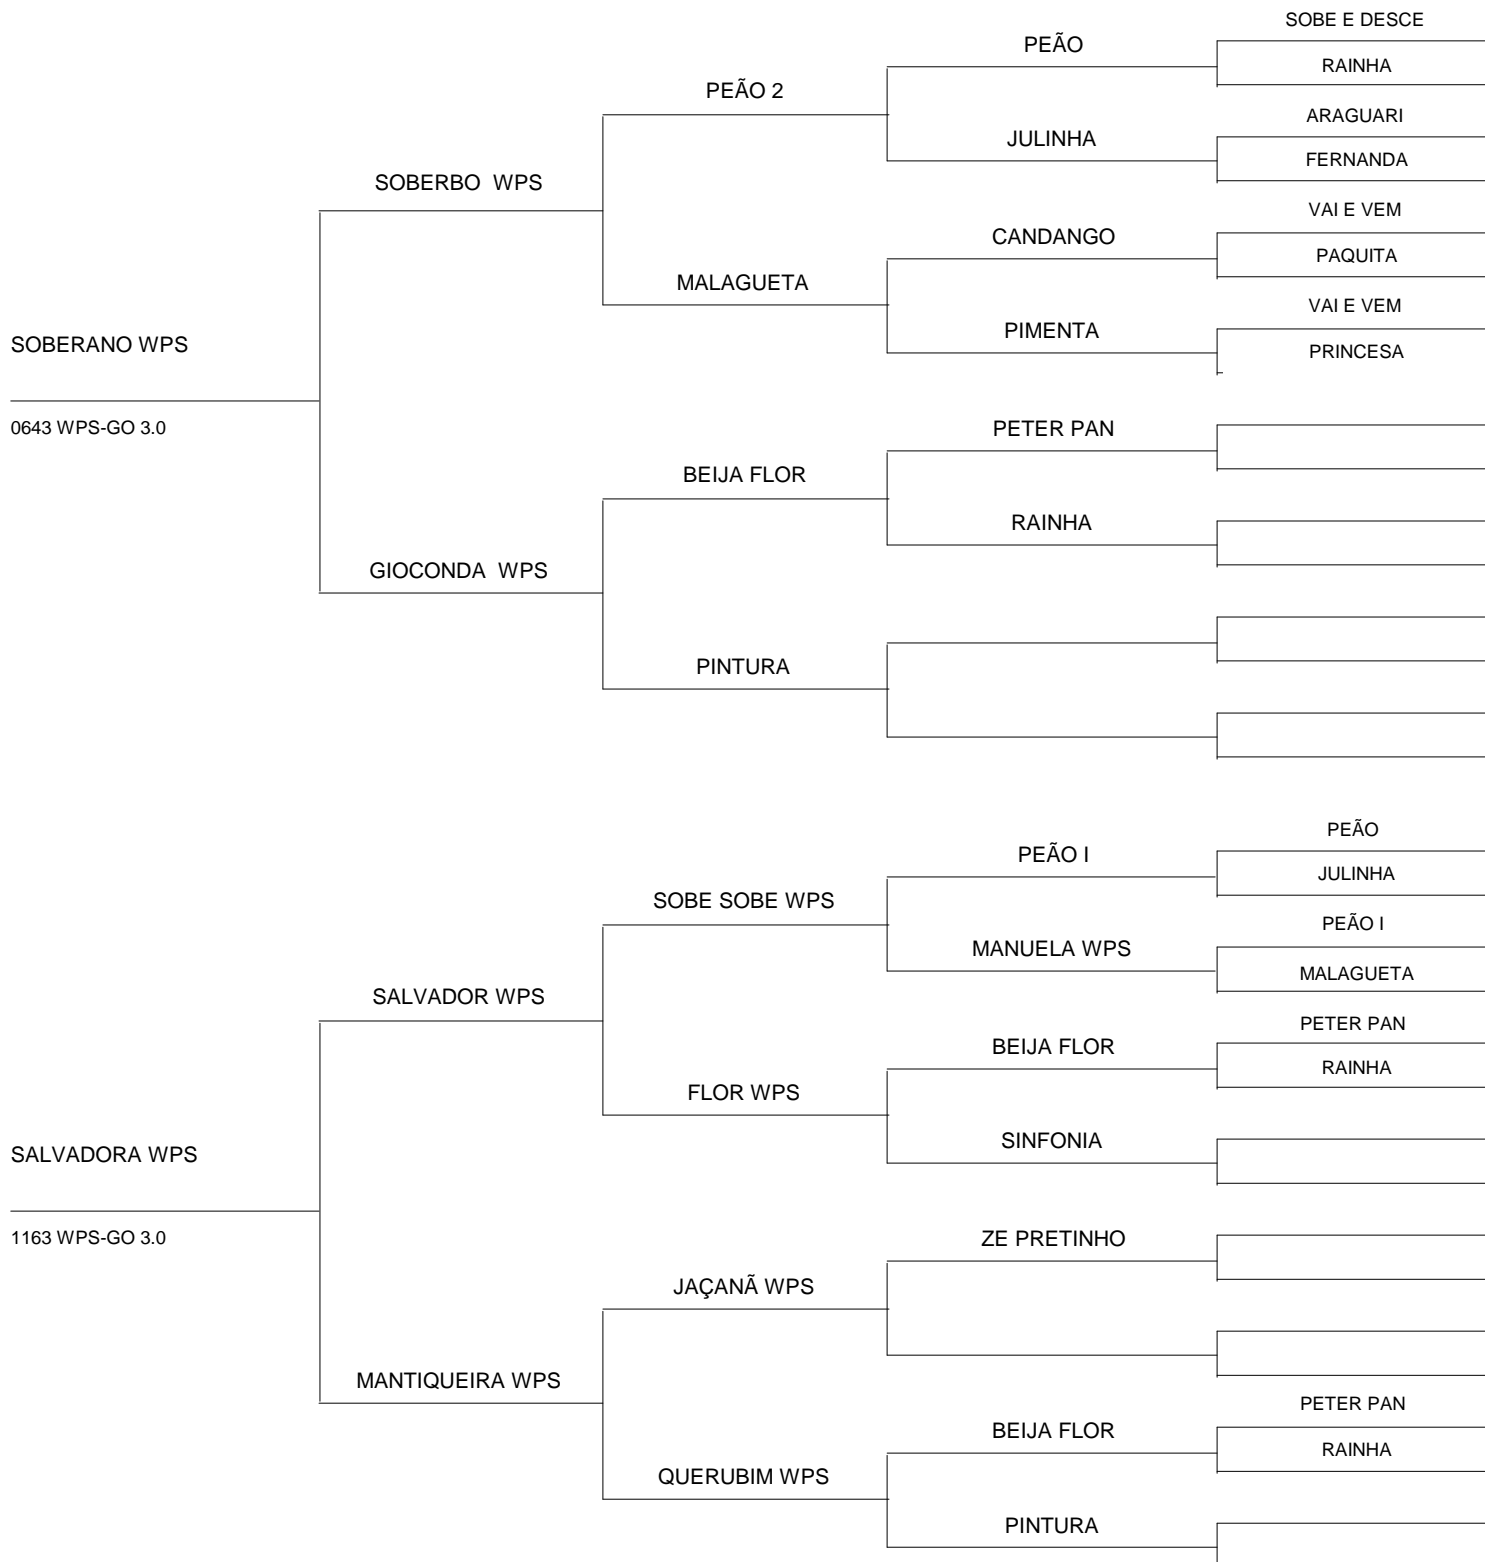 SOBE E DESCE
PEÃO
RAINHA
PEÃO 2
ARAGUARI
JULINHA
FERNANDA
SOBERBO  WPS
VAI E VEM
CANDANGO
PAQUITA
MALAGUETA
VAI E VEM
PIMENTA
SOBERANO WPS
PRINCESA
0643 WPS-GO 3.0
PETER PAN
BEIJA FLOR
RAINHA
GIOCONDA  WPS
PINTURA
PEÃO
PEÃO I
JULINHA
SOBE SOBE WPS
PEÃO I
MANUELA WPS
MALAGUETA
SALVADOR WPS
PETER PAN
BEIJA FLOR
RAINHA
FLOR WPS
SINFONIA
SALVADORA WPS
1163 WPS-GO 3.0
ZE PRETINHO
JAÇANÃ WPS
MANTIQUEIRA WPS
PETER PAN
BEIJA FLOR
RAINHA
QUERUBIM WPS
PINTURA